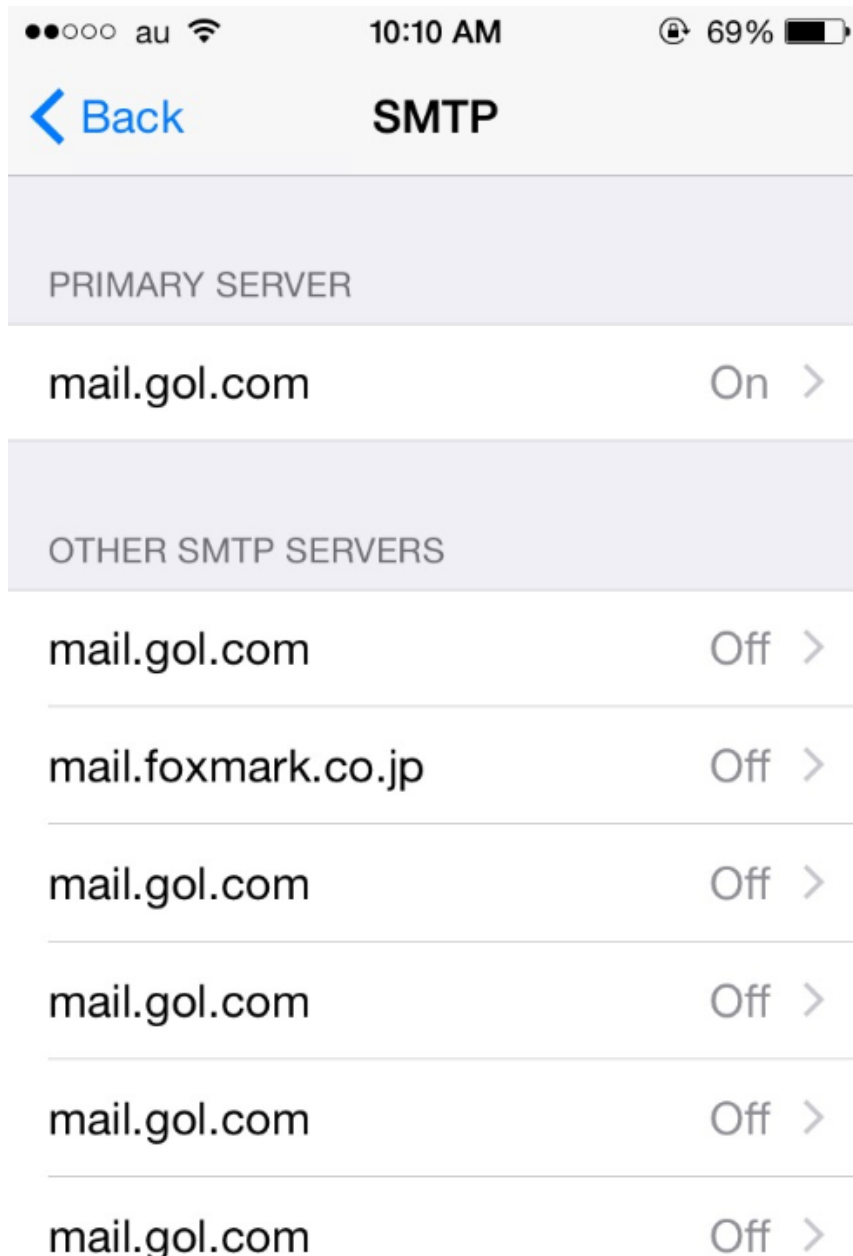 au 10:10 AM 69%
Back SMTP
PRIMARY SERVER
mail.gol.com On
OTHER SMTP SERVERS
mail.gol.com Off
mail.foxmark.co.jp Off
mail.gol.com Off
mail.gol.com Off
mail.gol.com Off
mail.gol.com Off